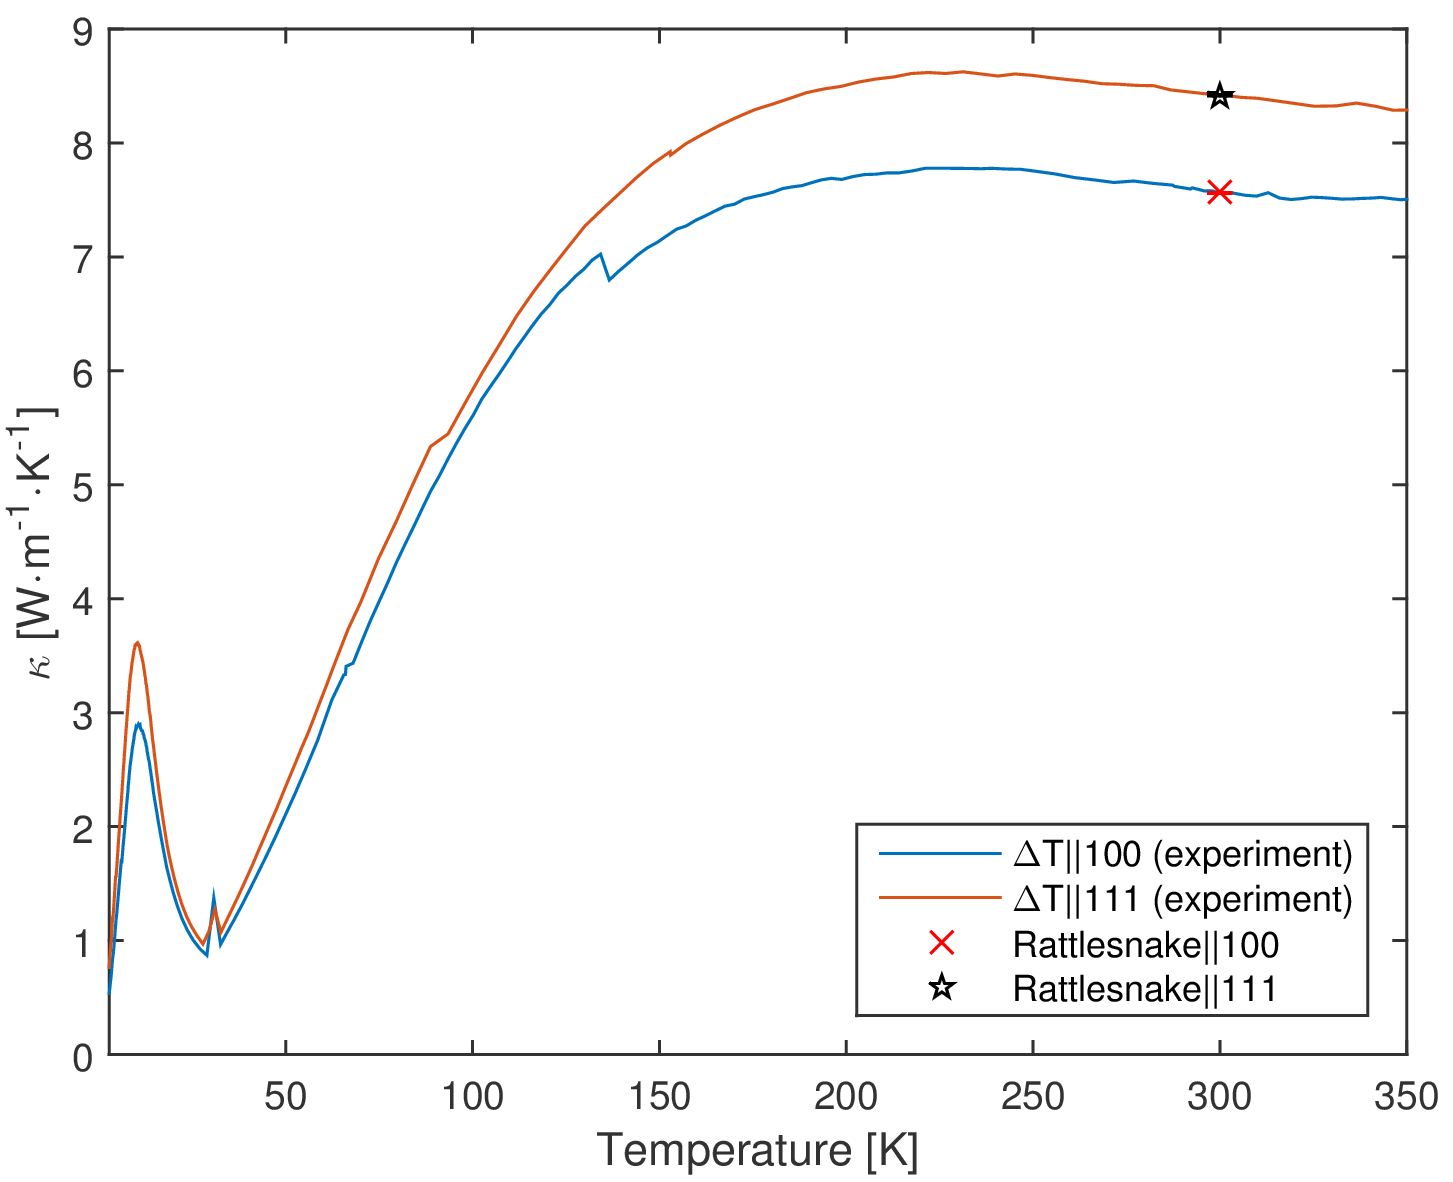 9
8
7
6
5
4
3
2
1
0
κ [W·m⁻¹·K⁻¹]
50 100 150 200 250 300 350
Temperature [K]
ΔT||100 (experiment)
ΔT||111 (experiment)
Rattlesnake||100
Rattlesnake||111